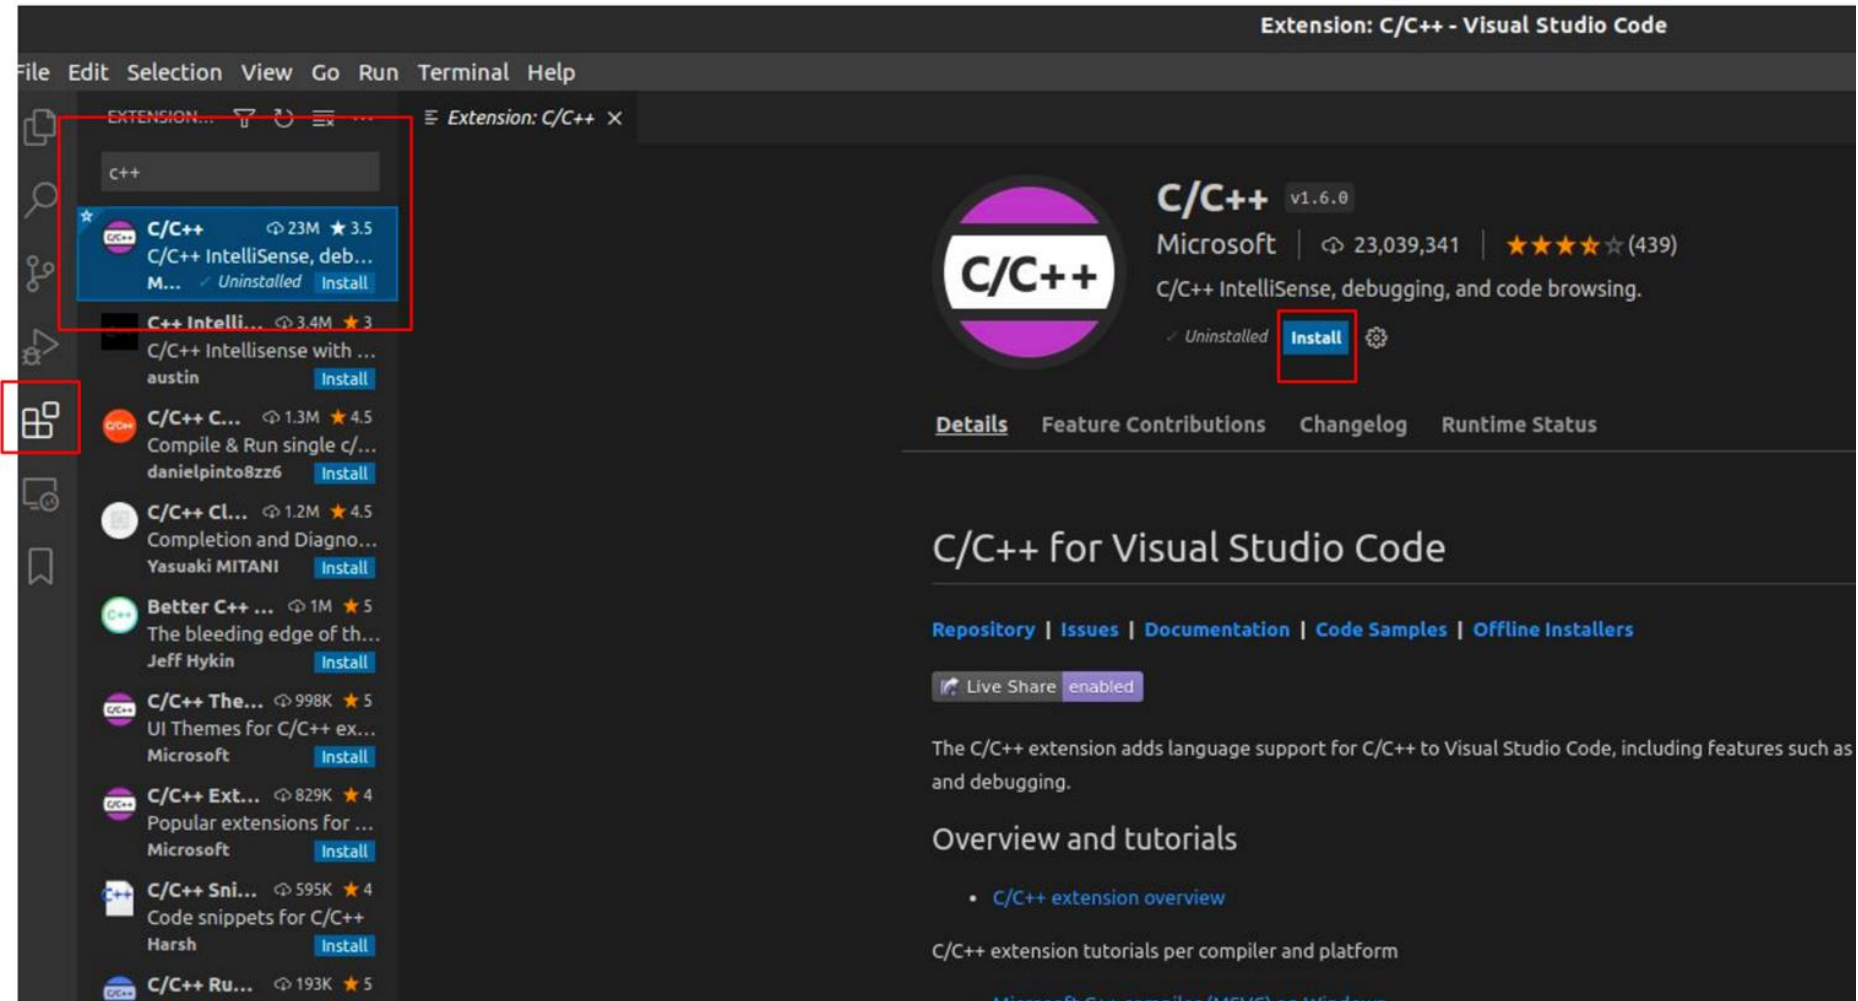 Extension: C/C++ - Visual Studio Code
File Edit Selection View Go Run Terminal Help
EXTENSION... 
Extension: C/C++
c++
C/C++ 23M ★ 3.5
C/C++ IntelliSense, deb...
M... ✓ Uninstalled Install
C++ Intelli... 3.4M ★ 3
C/C++ Intellisense with ...
austin Install
C/C++ C... 1.3M ★ 4.5
Compile & Run single c/...
danielpinto8zz6 Install
C/C++ Cl... 1.2M ★ 4.5
Completion and Diagno...
Yasuaki MITANI Install
Better C++ ... 1M ★ 5
The bleeding edge of th...
Jeff Hykin Install
C/C++ The... 998K ★ 5
UI Themes for C/C++ ex...
Microsoft Install
C/C++ Ext... 829K ★ 4
Popular extensions for ...
Microsoft Install
C/C++ Sni... 595K ★ 4
Code snippets for C/C++
Harsh Install
C/C++ Ru... 193K ★ 5
C/C++
C/C++ v1.6.0
Microsoft | 23,039,341 | (439)
C/C++ IntelliSense, debugging, and code browsing.
✓ Uninstalled Install
Details Feature Contributions Changelog Runtime Status
C/C++ for Visual Studio Code
Repository | Issues | Documentation | Code Samples | Offline Installers
Live Share enabled
The C/C++ extension adds language support for C/C++ to Visual Studio Code, including features such as
and debugging.
Overview and tutorials
• C/C++ extension overview
C/C++ extension tutorials per compiler and platform
Microsoft C++ compiler (MSVC) on Windows